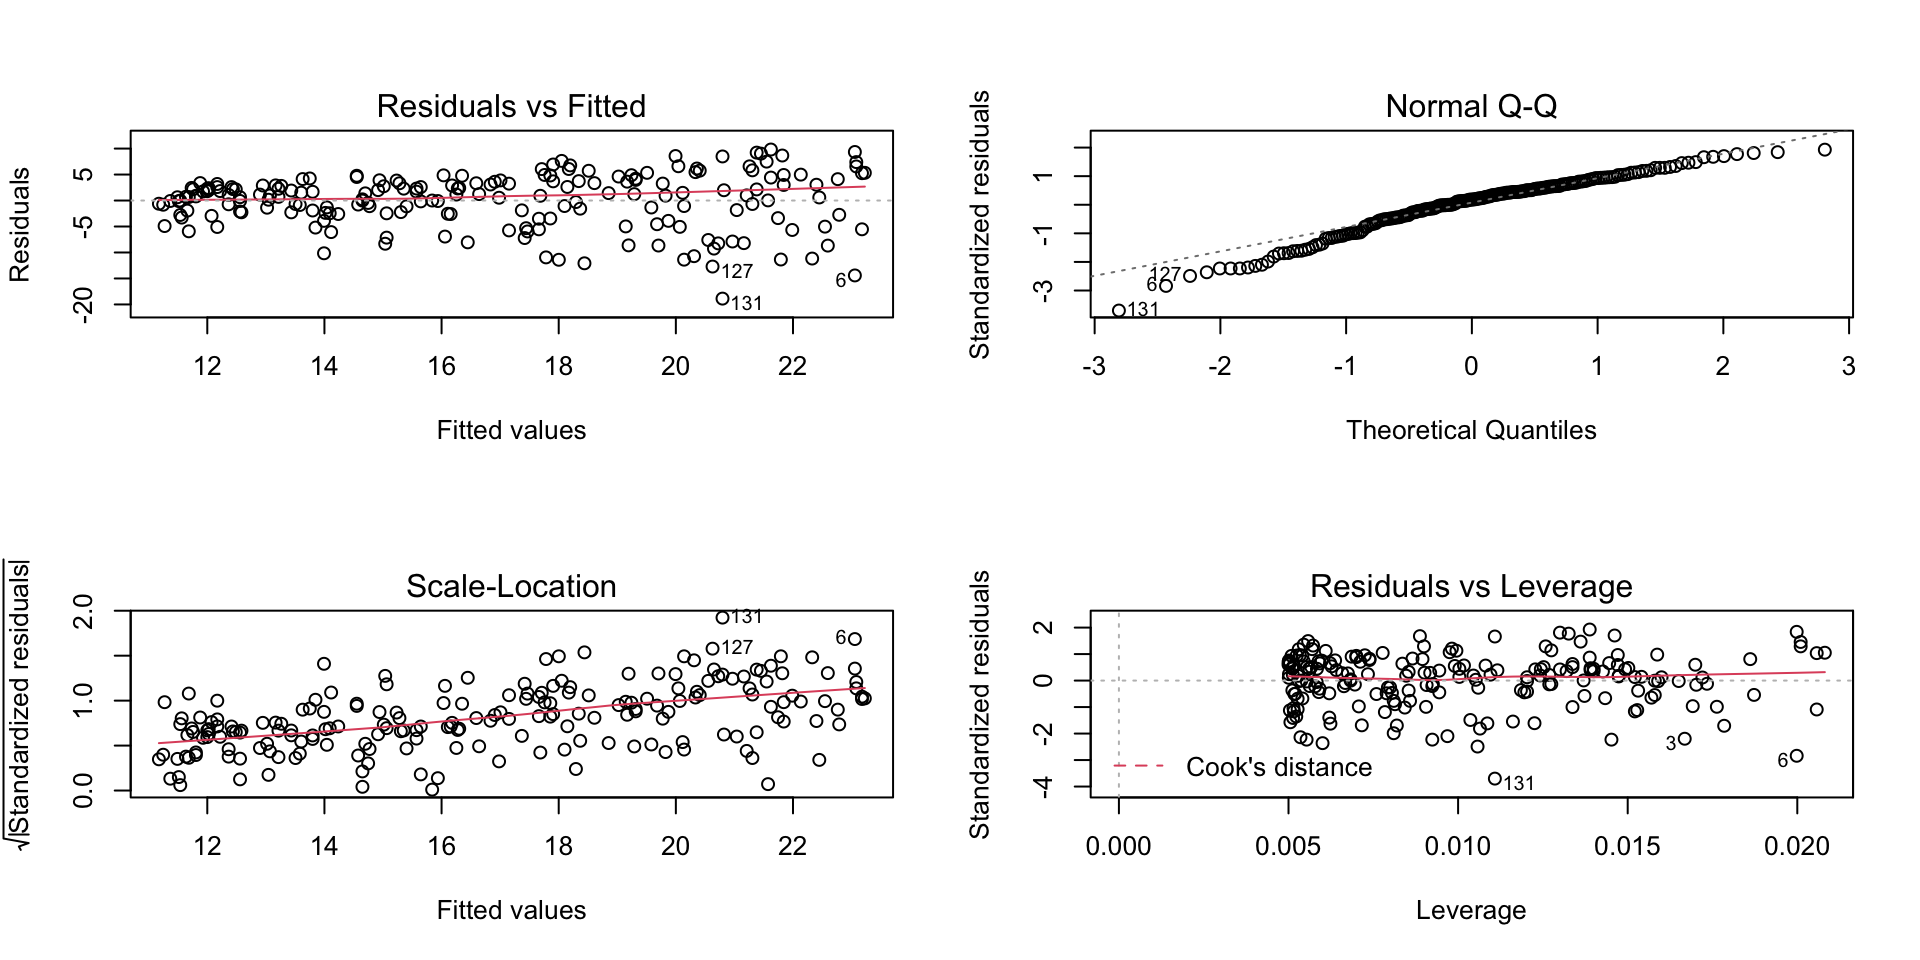 Residuals vs Fitted
Residuals
5
-5
-20
127
6
131
12 14 16 18 20 22
Fitted values
Normal Q-Q
Standardized residuals
1
-1
-3
127
6
131
-3 -2 -1 0 1 2 3
Theoretical Quantiles
Scale-Location
√|Standardized residuals|
2.0
1.0
0.0
131
6
127
12 14 16 18 20 22
Fitted values
Residuals vs Leverage
Standardized residuals
2
0
-2
-4
3
6
Cook's distance
131
0.000 0.005 0.010 0.015 0.020
Leverage